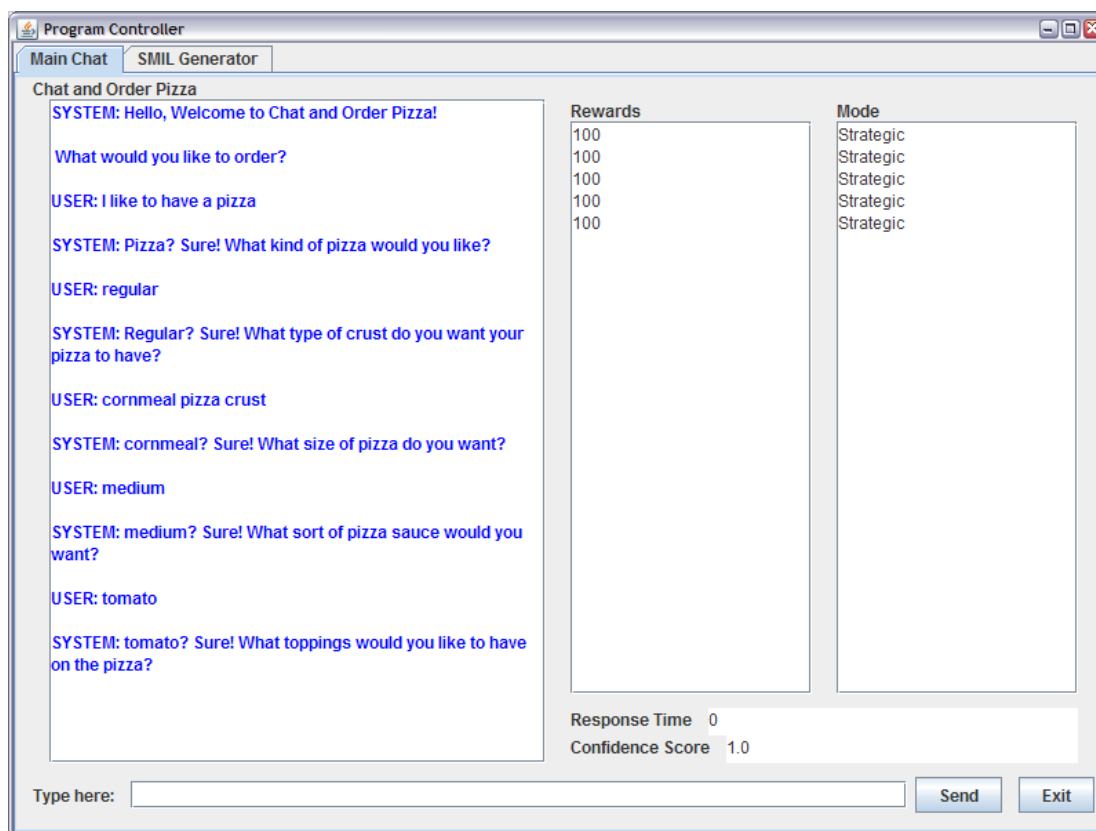 Program Controller
Main Chat
SMIL Generator
Chat and Order Pizza
SYSTEM: Hello, Welcome to Chat and Order Pizza!
What would you like to order?
USER: I like to have a pizza
SYSTEM: Pizza? Sure! What kind of pizza would you like?
USER: regular
SYSTEM: Regular? Sure! What type of crust do you want your
pizza to have?
USER: cornmeal pizza crust
SYSTEM: cornmeal? Sure! What size of pizza do you want?
USER: medium
SYSTEM: medium? Sure! What sort of pizza sauce would you
want?
USER: tomato
SYSTEM: tomato? Sure! What toppings would you like to have
on the pizza?
Rewards
100
100
100
100
100
Mode
Strategic
Strategic
Strategic
Strategic
Strategic
Response Time 0
Confidence Score 1.0
Type here:
Send
Exit